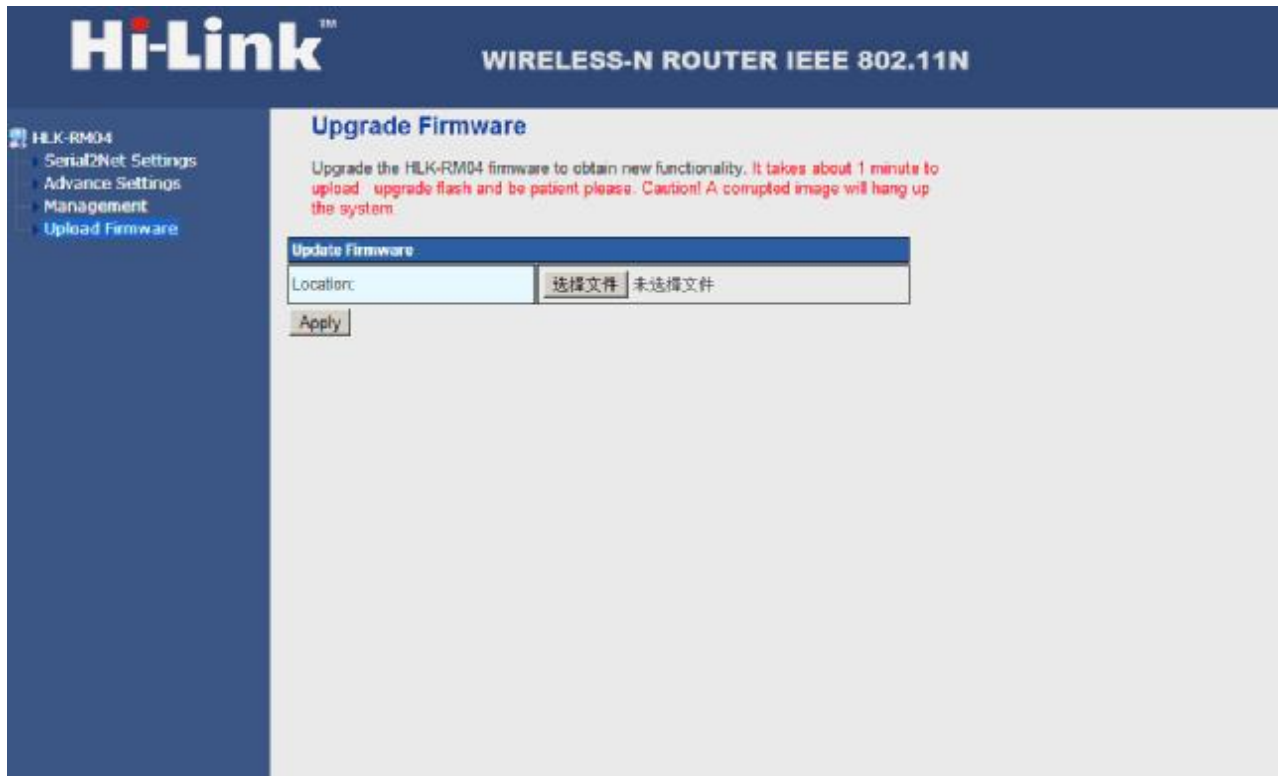 Hi-Link™
WIRELESS-N ROUTER IEEE 802.11N
HLK-RM04
Serial2Net Settings
Advance Settings
Management
Upload Firmware
Upgrade Firmware
Upgrade the HLK-RM04 firmware to obtain new functionality. It takes about 1 minute to
upload upgrade flash and be patient please. Caution! A corrupted image will hang up
the system.
Update Firmware
Location:
选择文件 未选择文件
Apply